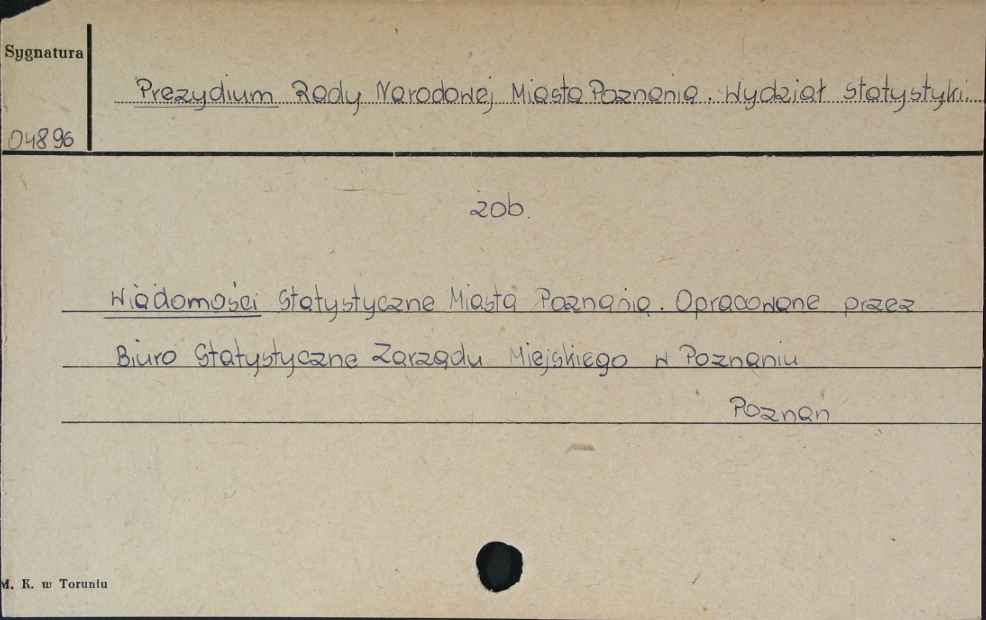 Sygnatura
Prezydium Rady Narodowej Miasta Poznania. Wydział Statystyki.
04896
zob.
Wiadomości Statystyczne Miasta Poznania. Opracowane przez
Biuro Statystyczne Zarządu Miejskiego w Poznaniu
Poznań
M. K. w Toruniu